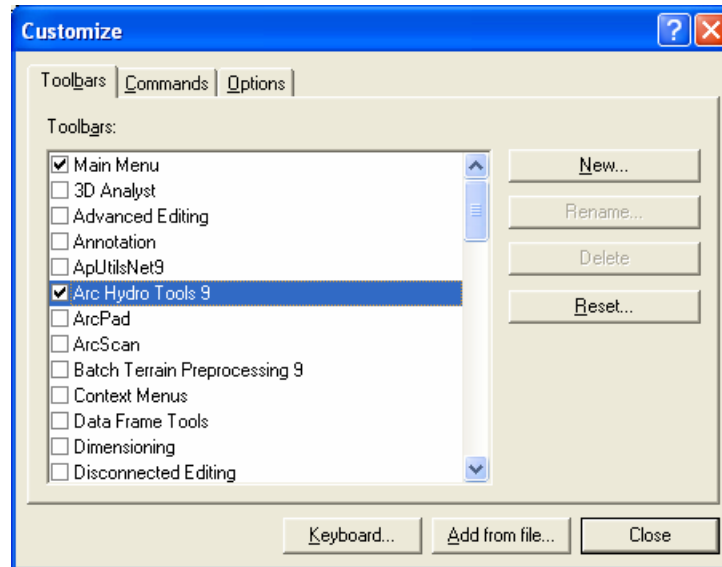 Customize
Toolbars Commands Options
Toolbars:
Main Menu
3D Analyst
Advanced Editing
Annotation
ApUtilsNet9
Arc Hydro Tools 9
ArcPad
ArcScan
Batch Terrain Preprocessing 9
Context Menus
Data Frame Tools
Dimensioning
Disconnected Editing
New...
Rename...
Delete
Reset...
Keyboard... Add from file... Close